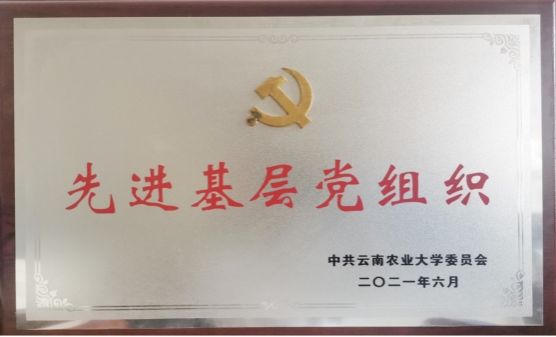 先进基层党组织
中共云南农业大学委员会
二〇二一年六月